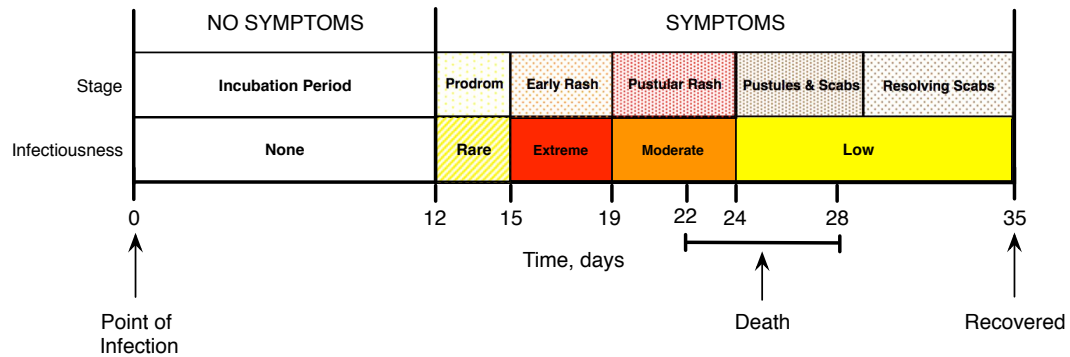 NO SYMPTOMS
SYMPTOMS
Stage
Incubation Period
Prodrom
Early Rash
Pustular Rash
Pustules & Scabs
Resolving Scabs
Infectiousness
None
Rare
Extreme
Moderate
Low
0
12
15
19
22
24
28
35
Time, days
Point of
Infection
Death
Recovered